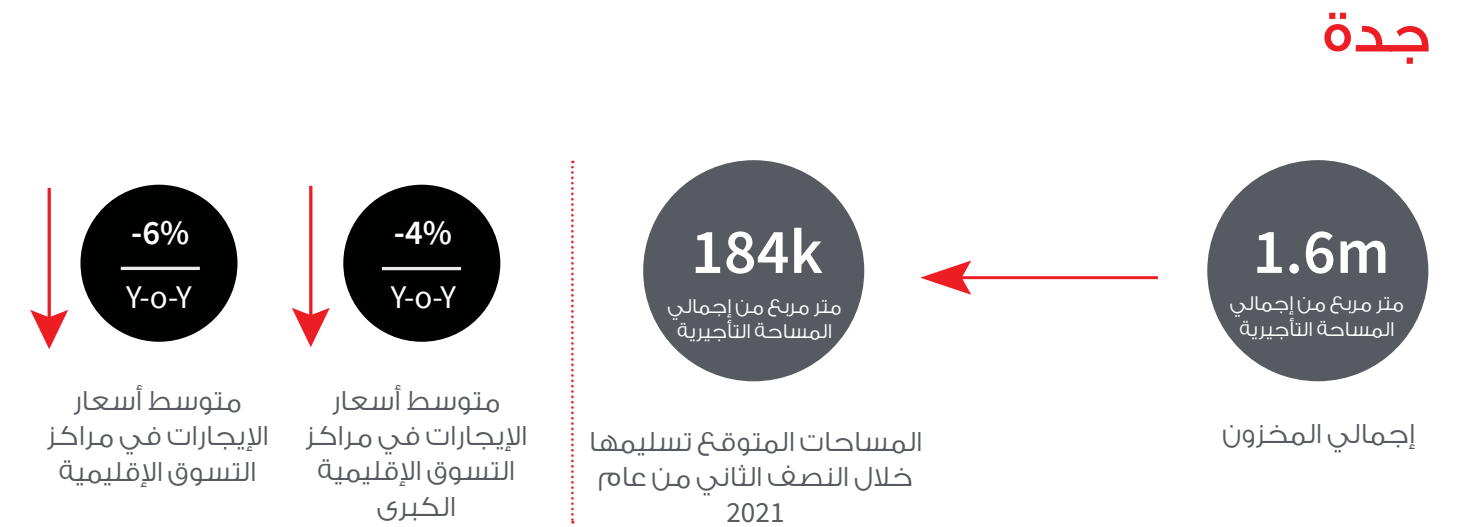 جدة
1.6m
متر مربع من إجمالي
المساحة التأجيرية
إجمالي المخزون
184k
متر مربع من إجمالي
المساحة التأجيرية
المساحات المتوقع تسليمها
خلال النصف الثاني من عام
2021
-4%
Y-o-Y
متوسط أسعار
الإيجارات في مراكز
التسوق الإقليمية
الكبرى
-6%
Y-o-Y
متوسط أسعار
الإيجارات في مراكز
التسوق الإقليمية